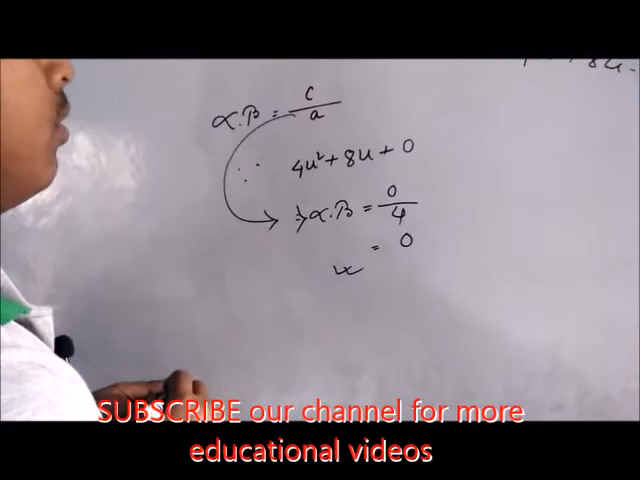 α.β = c/a
∵ 4u² + 8u + 0
⇒ α.β = 0/4
= 0
SUBSCRIBE our channel for more
educational videos